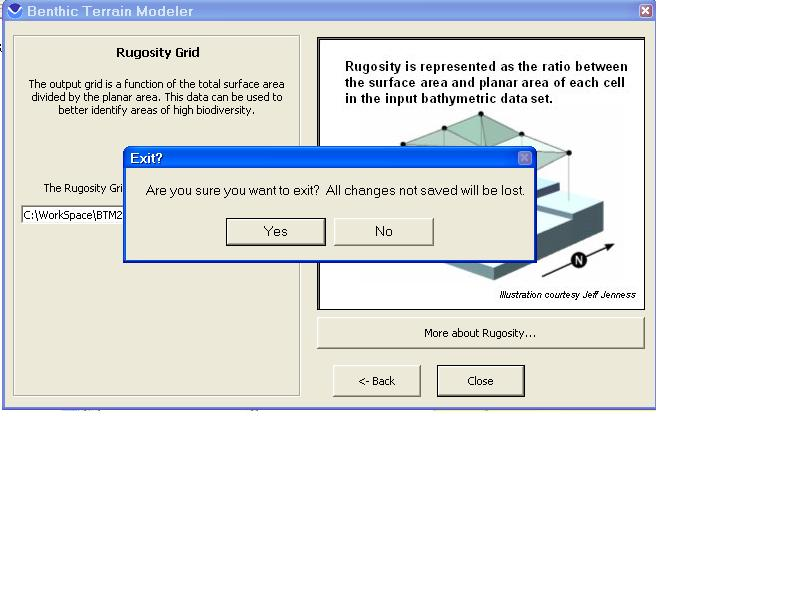 Benthic Terrain Modeler
Rugosity Grid
The output grid is a function of the total surface area
divided by the planar area. This data can be used to
better identify areas of high biodiversity.
The Rugosity Gri
C:\WorkSpace\BTM2
Rugosity is represented as the ratio between
the surface area and planar area of each cell
in the input bathymetric data set.
N
Illustration courtesy Jeff Jenness
Exit?
Are you sure you want to exit?  All changes not saved will be lost.
Yes
No
More about Rugosity...
<- Back
Close